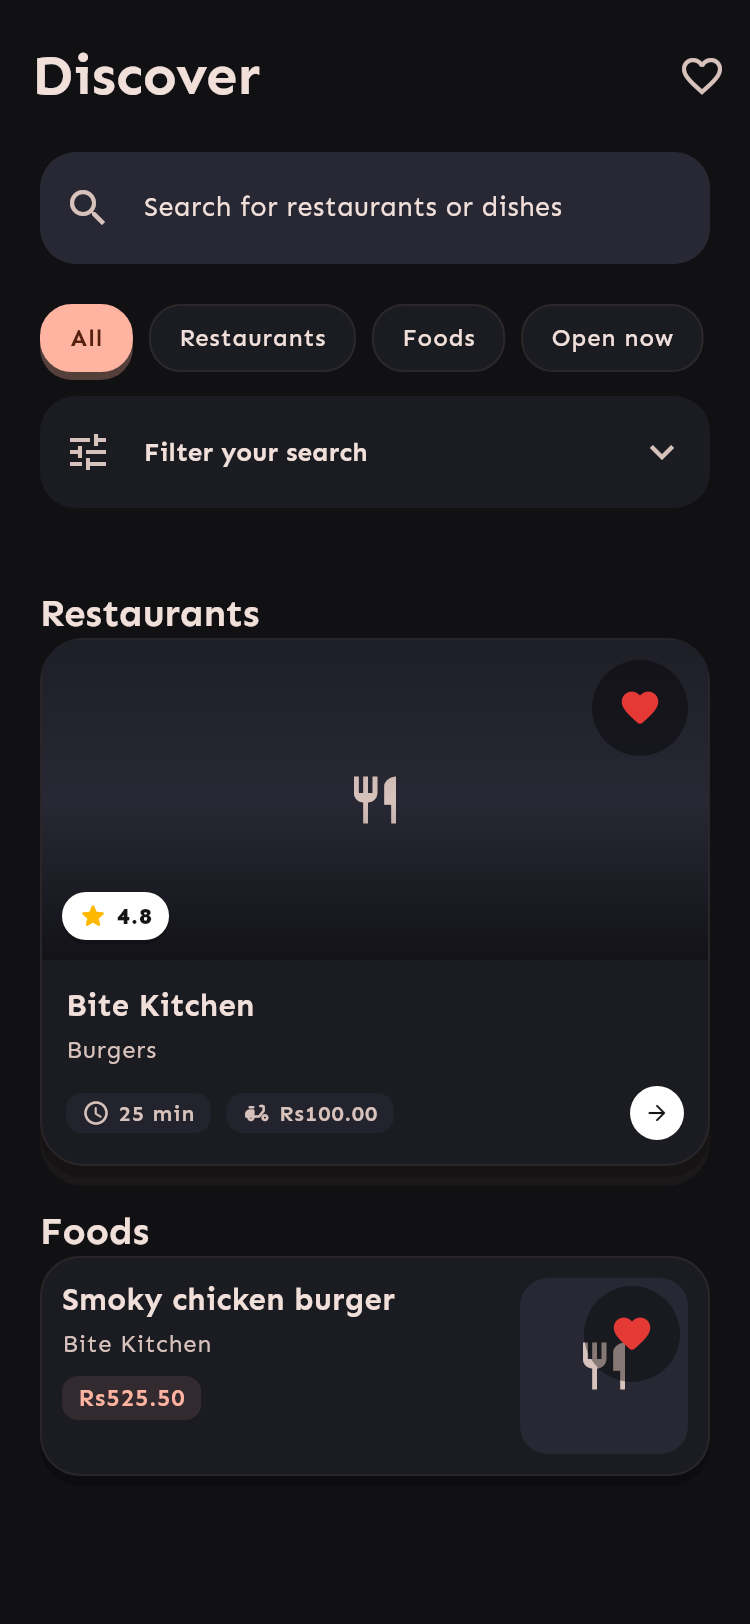 Discover
Search for restaurants or dishes
All Restaurants Foods Open now
Filter your search
Restaurants
4.8
Bite Kitchen
Burgers
25 min Rs100.00
Foods
Smoky chicken burger
Bite Kitchen
Rs525.50